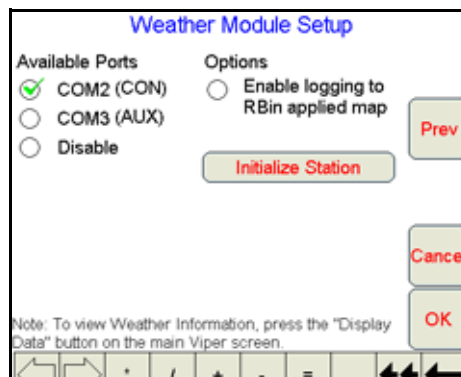 Weather Module Setup
Available Ports
COM2 (CON)
COM3 (AUX)
Disable
Options
Enable logging to
RBin applied map
Initialize Station
Prev
Cance
OK
Note: To view Weather Information, press the "Display
Data" button on the main Viper screen.